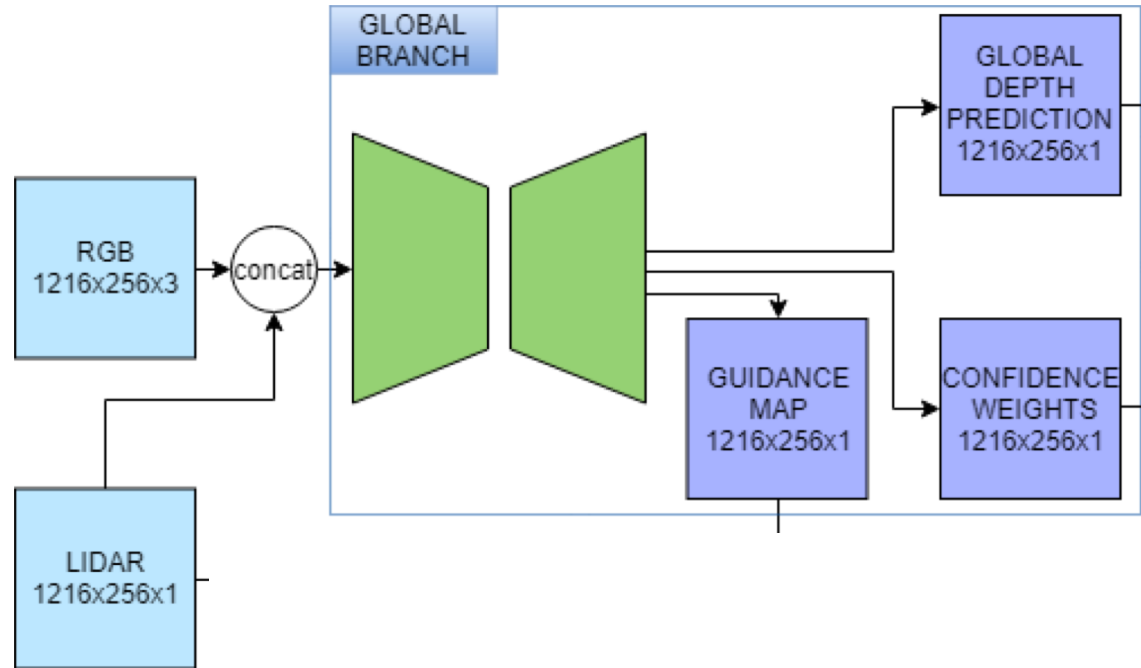 GLOBAL
BRANCH
GLOBAL
DEPTH
PREDICTION
1216x256x1
RGB
1216x256x3
concat
GUIDANCE
MAP
1216x256x1
CONFIDENCE
WEIGHTS
1216x256x1
LIDAR
1216x256x1